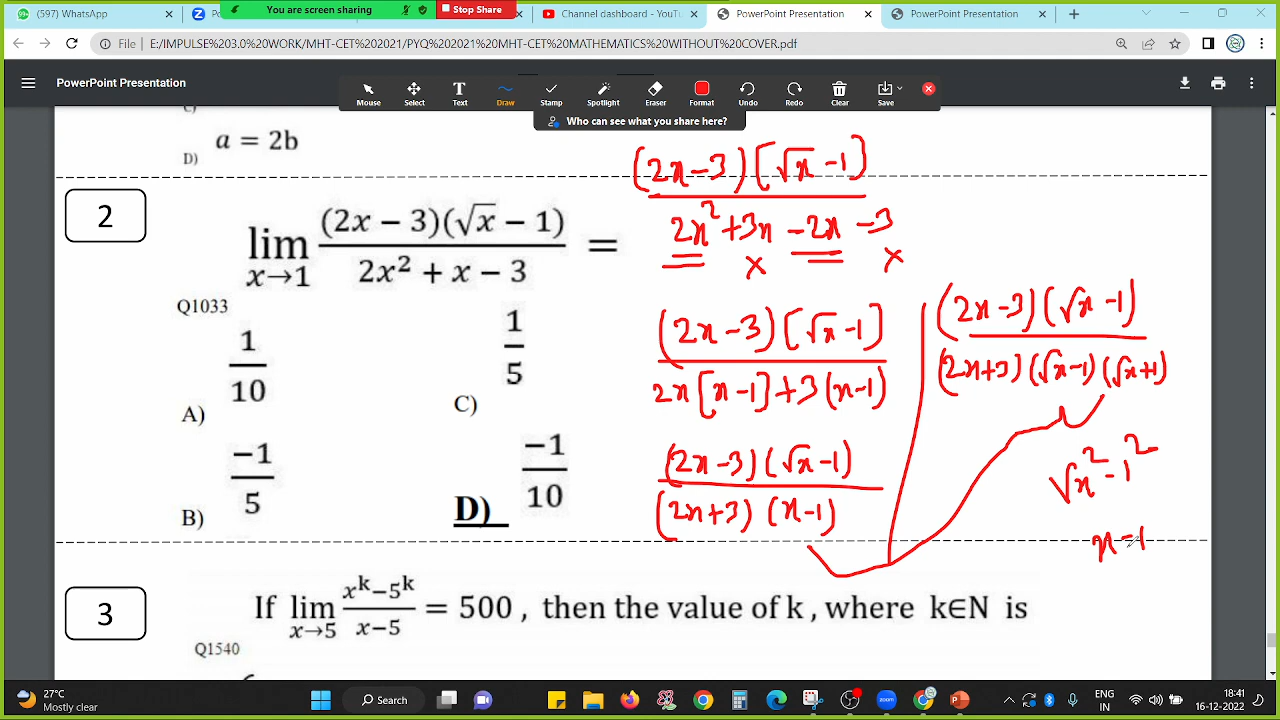 (597) WhatsApp
You are screen sharing
Stop Share
Channel dashboard - YouTu
PowerPoint Presentation
PowerPoint Presentation
File | E:/IMPULSE%203.0%20WORK/MHT-CET%202021/PYQ%202021%20MHT-CET%20MATHEMATICS%20WITHOUT%20COVER.pdf
PowerPoint Presentation
Mouse Select Text Draw Stamp Spotlight Eraser Format Undo Redo Clear Save
Who can see what you share here?
D) a = 2b
(2x-3)[√x -1]
2x²+3x -2x -3
x x
2
lim x→1 (2x − 3)(√x − 1) / 2x² + x − 3 =
Q1033
A) 1/10
C) 1/5
B) −1/5
D) −1/10
(2x-3)[√x -1]
2x[x-1]+3(x-1)
(2x-3)(√x -1)
(2x+3)(x-1)
(2x-3)(√x -1)
(2x+3)(√x-1)(√x+1)
√x²-1²
x-1
3
If lim x→5 xᵏ−5ᵏ / x−5 = 500 , then the value of k , where k∈N is
Q1540
27°C
Mostly clear
Search
zoom
ENG
IN
18:41
16-12-2022